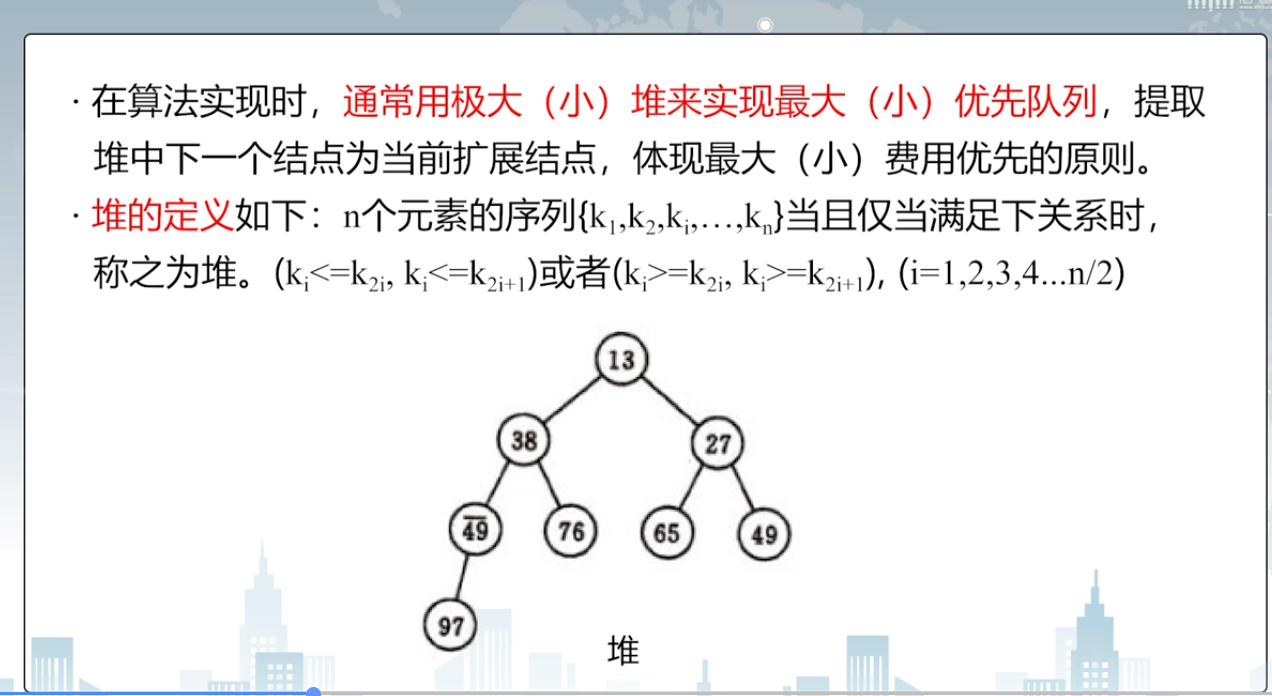 · 在算法实现时，通常用极大（小）堆来实现最大（小）优先队列，提取
堆中下一个结点为当前扩展结点，体现最大（小）费用优先的原则。
· 堆的定义如下：n个元素的序列{k₁,k₂,kᵢ,…,kₙ}当且仅当满足下关系时，
称之为堆。(kᵢ<=k₂ᵢ, kᵢ<=k₂ᵢ₊₁)或者(kᵢ>=k₂ᵢ, kᵢ>=k₂ᵢ₊₁), (i=1,2,3,4...n/2)
13
38 27
4̅9̅ 76 65 49
97
堆